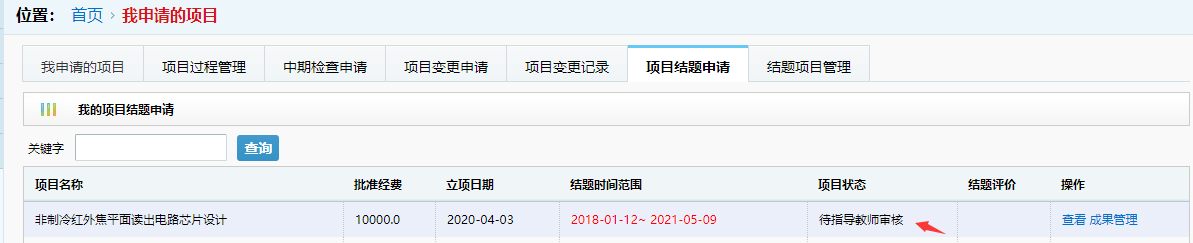 位置： 首页 › 我申请的项目
我申请的项目 项目过程管理 中期检查申请 项目变更申请 项目变更记录 项目结题申请 结题项目管理
我的项目结题申请
关键字 查询
项目名称 批准经费 立项日期 结题时间范围 项目状态 结题评价 操作
非制冷红外焦平面读出电路芯片设计 10000.0 2020-04-03 2018-01-12~ 2021-05-09 待指导教师审核 查看 成果管理